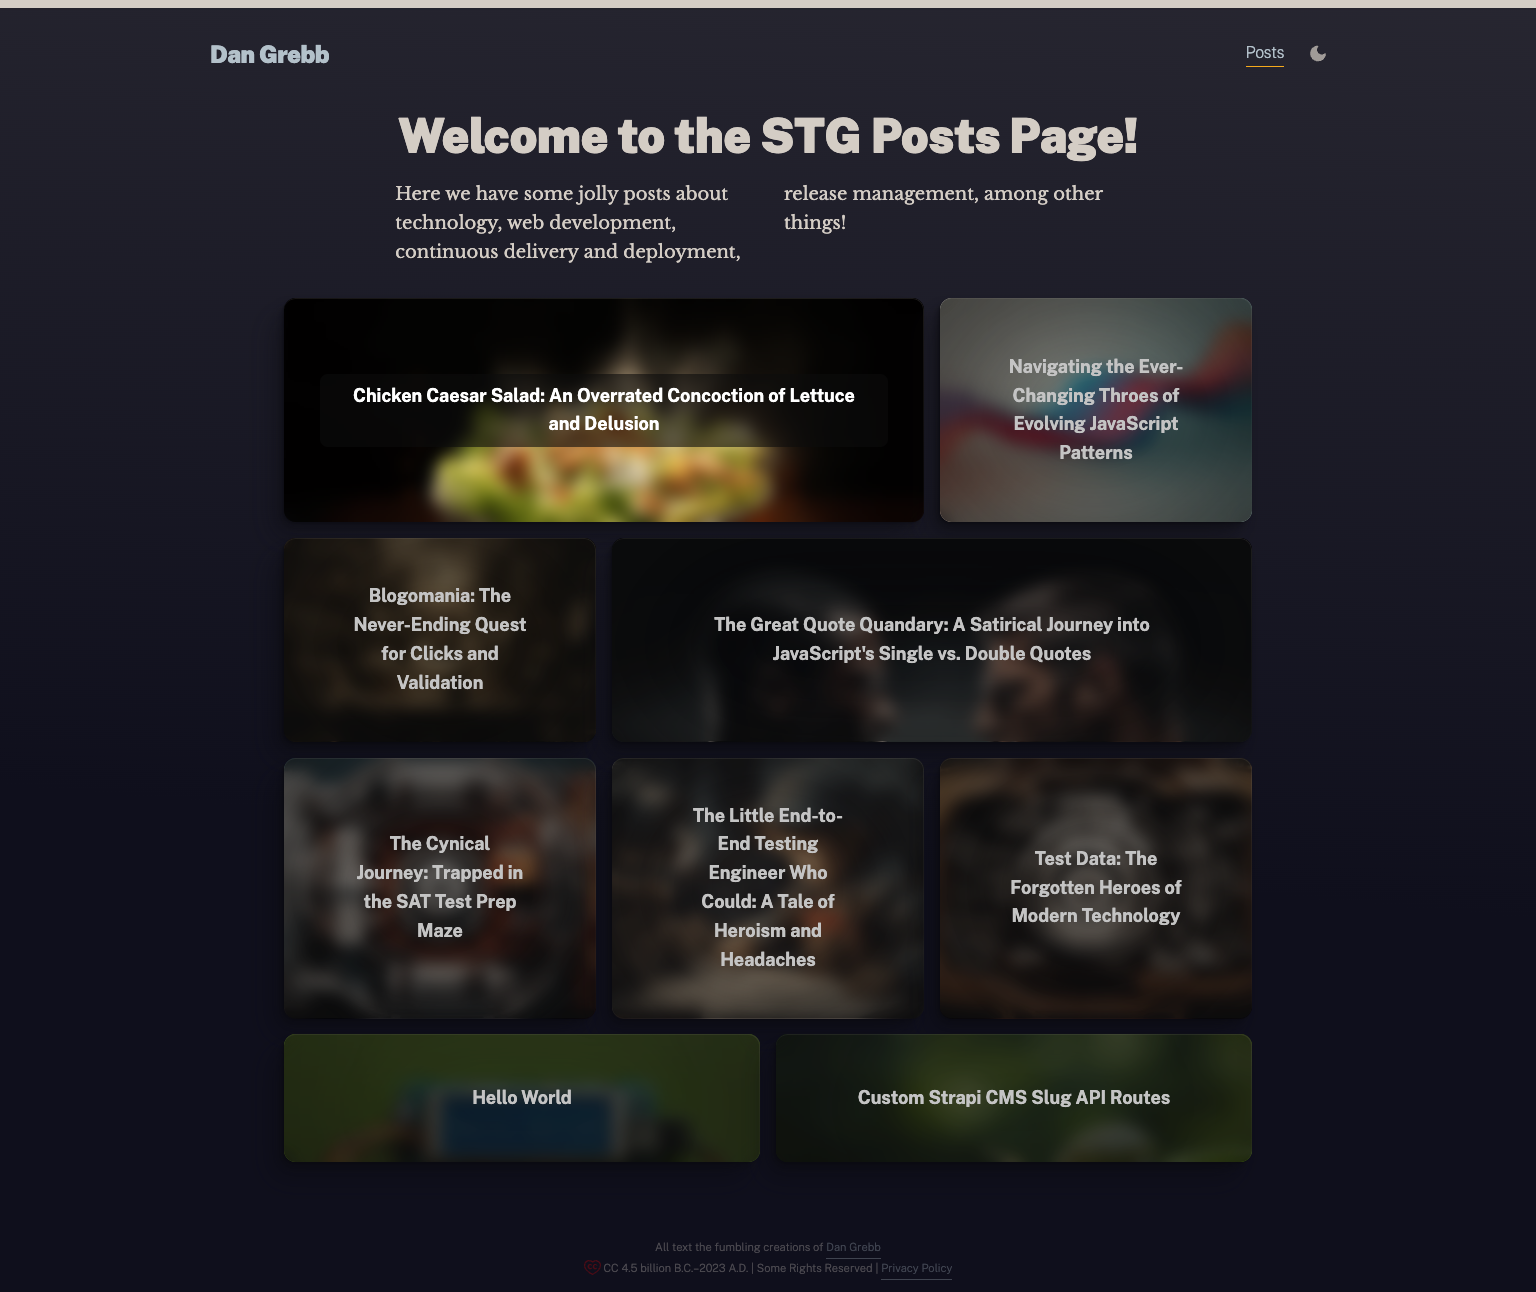 Dan Grebb
Posts
Welcome to the STG Posts Page!
Here we have some jolly posts about
technology, web development,
continuous delivery and deployment,
release management, among other
things!
Chicken Caesar Salad: An Overrated Concoction of Lettuce
and Delusion
Navigating the Ever-
Changing Throes of
Evolving JavaScript
Patterns
Blogomania: The
Never-Ending Quest
for Clicks and
Validation
The Great Quote Quandary: A Satirical Journey into
JavaScript's Single vs. Double Quotes
The Cynical
Journey: Trapped in
the SAT Test Prep
Maze
The Little End-to-
End Testing
Engineer Who
Could: A Tale of
Heroism and
Headaches
Test Data: The
Forgotten Heroes of
Modern Technology
Hello World
Custom Strapi CMS Slug API Routes
All text the fumbling creations of Dan Grebb
CC 4.5 billion B.C.–2023 A.D. | Some Rights Reserved | Privacy Policy